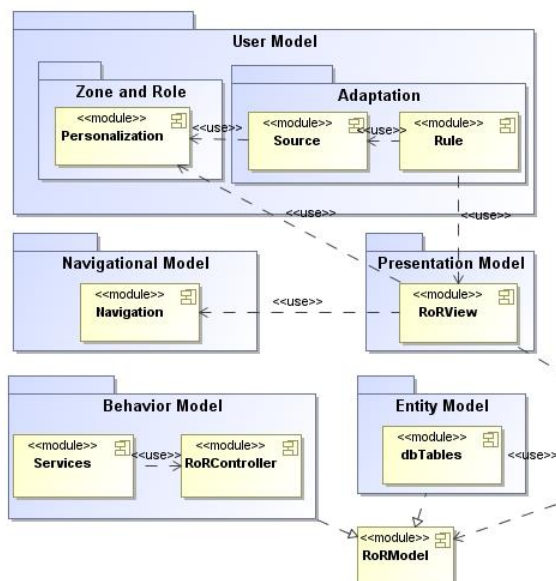 User Model
Zone and Role
Adaptation
<<module>>
Personalization
<<use>>
<<module>>
Source
<<use>>
<<module>>
Rule
<<use>>
<<use>>
Navigational Model
Presentation Model
<<module>>
Navigation
<<use>>
<<module>>
RoRView
Behavior Model
Entity Model
<<module>>
Services
<<use>>
<<module>>
RoRController
<<module>>
dbTables
<<use>>
<<module>>
RoRModel